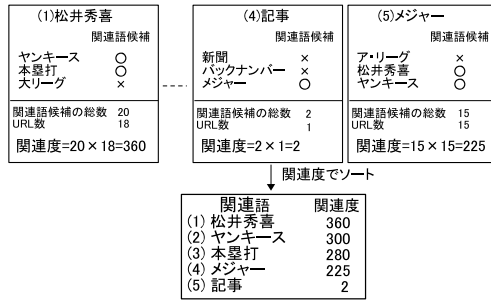 (1)松井秀喜
関連語候補
ヤンキース ○
本塁打 ○
大リーグ ×
関連語候補の総数 20
URL数 18
関連度=20×18=360
(4)記事
関連語候補
新聞 ×
バックナンバー ×
メジャー ○
関連語候補の総数 2
URL数 1
関連度=2×1=2
(5)メジャー
関連語候補
ア・リーグ ×
松井秀喜 ○
ヤンキース ○
関連語候補の総数 15
URL数 15
関連度=15×15=225
関連度でソート
関連語 関連度
(1) 松井秀喜 360
(2) ヤンキース 300
(3) 本塁打 280
(4) メジャー 225
(5) 記事 2